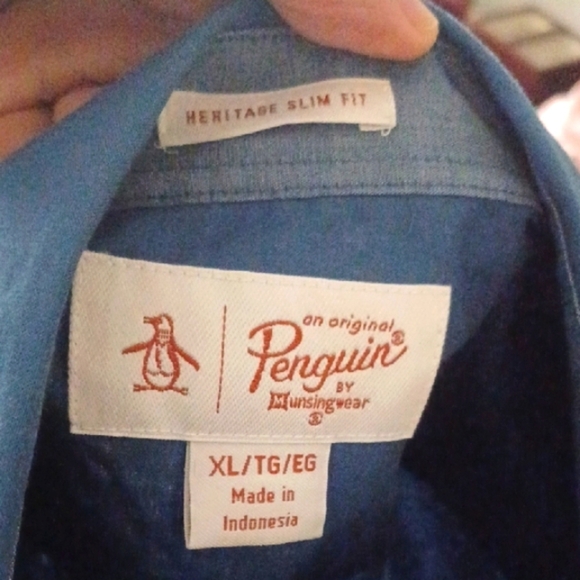 HERITAGE SLIM FIT
an original
Penguin®
BY
Munsingwear
®
XL/TG/EG
Made in
Indonesia